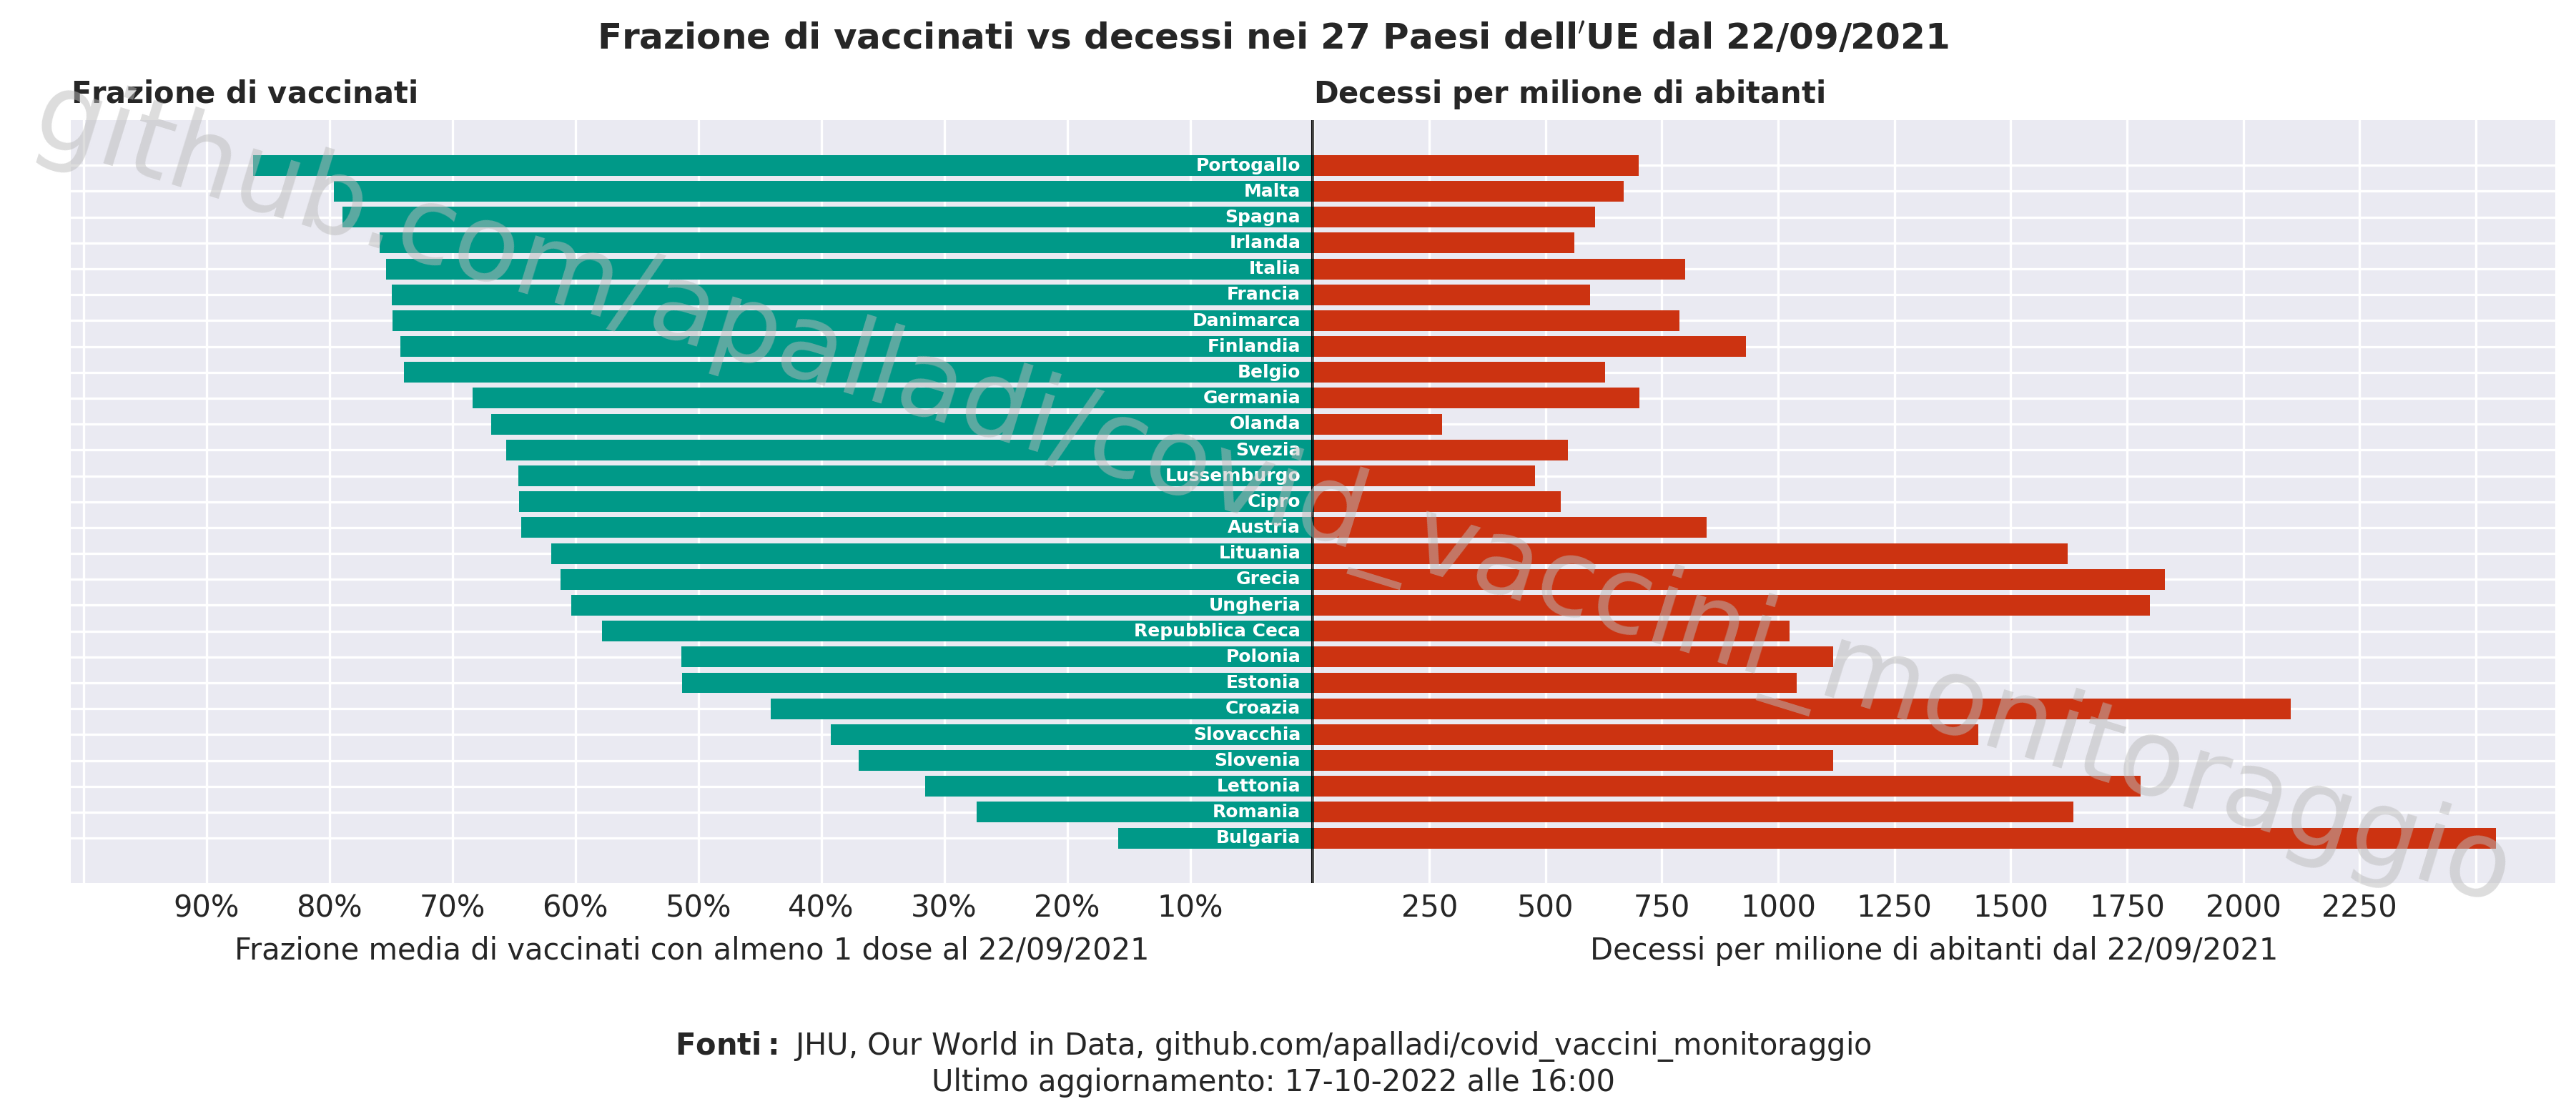 Frazione di vaccinati vs decessi nei 27 Paesi dell′UE dal 22/09/2021
Frazione di vaccinati
Decessi per milione di abitanti
github.com/apalladi/covid_vaccini_monitoraggio
Portogallo
Malta
Spagna
Irlanda
Italia
Francia
Danimarca
Finlandia
Belgio
Germania
Olanda
Svezia
Lussemburgo
Cipro
Austria
Lituania
Grecia
Ungheria
Repubblica Ceca
Polonia
Estonia
Croazia
Slovacchia
Slovenia
Lettonia
Romania
Bulgaria
90% 80% 70% 60% 50% 40% 30% 20% 10%
250 500 750 1000 1250 1500 1750 2000 2250
Frazione media di vaccinati con almeno 1 dose al 22/09/2021
Decessi per milione di abitanti dal 22/09/2021
Fonti: JHU, Our World in Data, github.com/apalladi/covid_vaccini_monitoraggio
Ultimo aggiornamento: 17-10-2022 alle 16:00